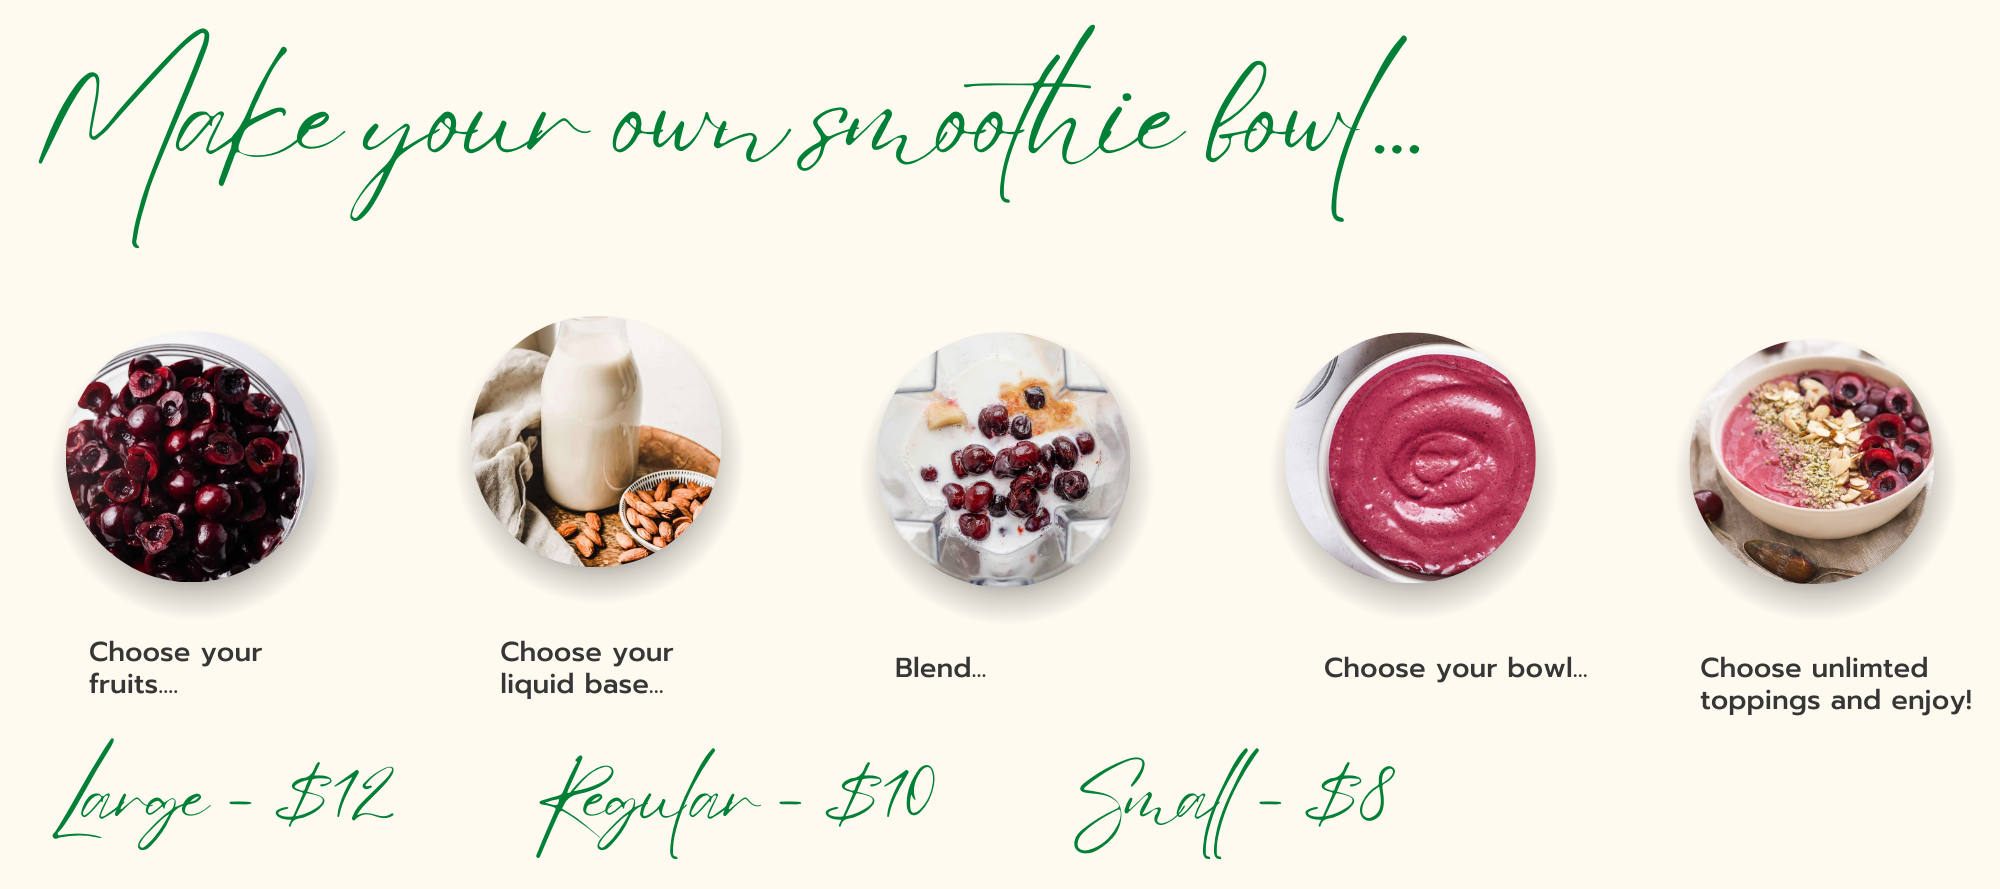 Make your own smoothie bowl...
Choose your
fruits....
Choose your
liquid base...
Blend...
Choose your bowl...
Choose unlimted
toppings and enjoy!
Large - $12
Regular - $10
Small - $8